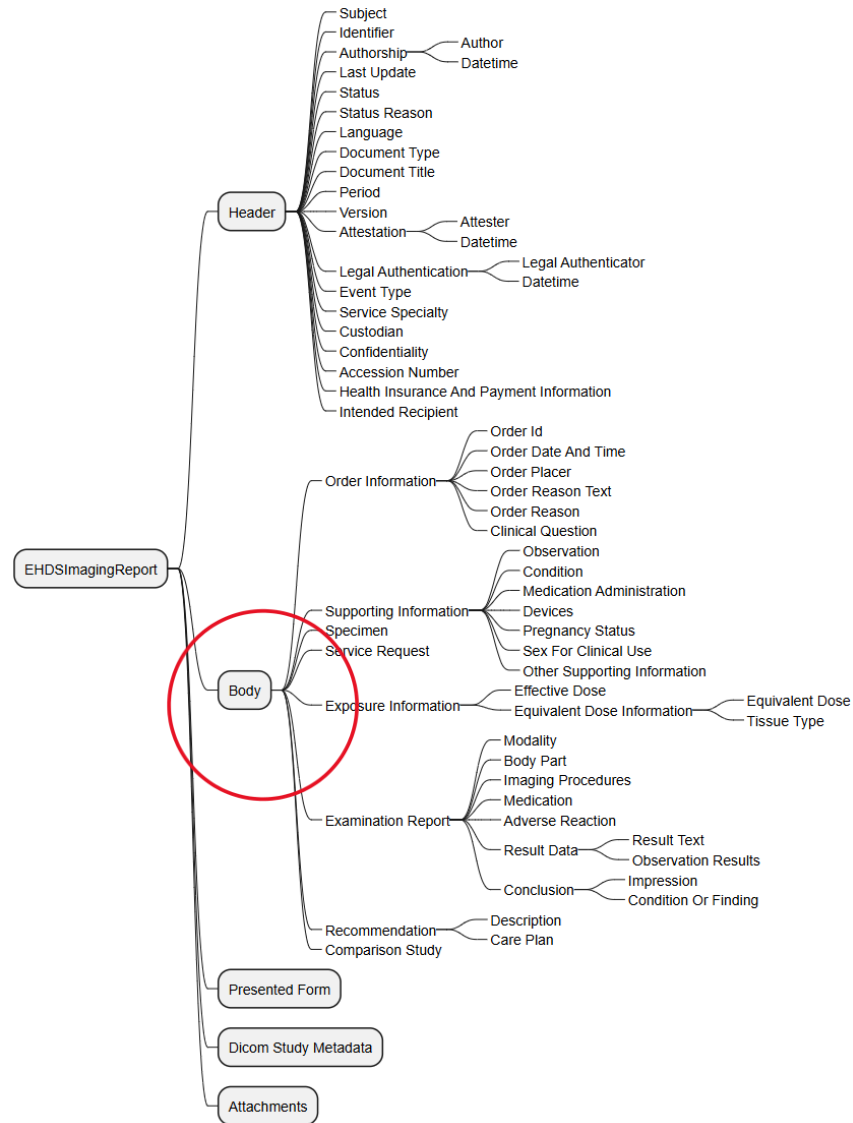 Subject
Identifier
Authorship
Author
Datetime
Last Update
Status
Status Reason
Language
Document Type
Document Title
Period
Header
Version
Attestation
Attester
Datetime
Legal Authentication
Legal Authenticator
Datetime
Event Type
Service Specialty
Custodian
Confidentiality
Accession Number
Health Insurance And Payment Information
Intended Recipient
Order Information
Order Id
Order Date And Time
Order Placer
Order Reason Text
Order Reason
Clinical Question
EHDSImagingReport
Supporting Information
Observation
Condition
Medication Administration
Devices
Pregnancy Status
Sex For Clinical Use
Other Supporting Information
Specimen
Service Request
Body
Exposure Information
Effective Dose
Equivalent Dose Information
Equivalent Dose
Tissue Type
Examination Report
Modality
Body Part
Imaging Procedures
Medication
Adverse Reaction
Result Data
Result Text
Observation Results
Conclusion
Impression
Condition Or Finding
Recommendation
Description
Care Plan
Comparison Study
Presented Form
Dicom Study Metadata
Attachments